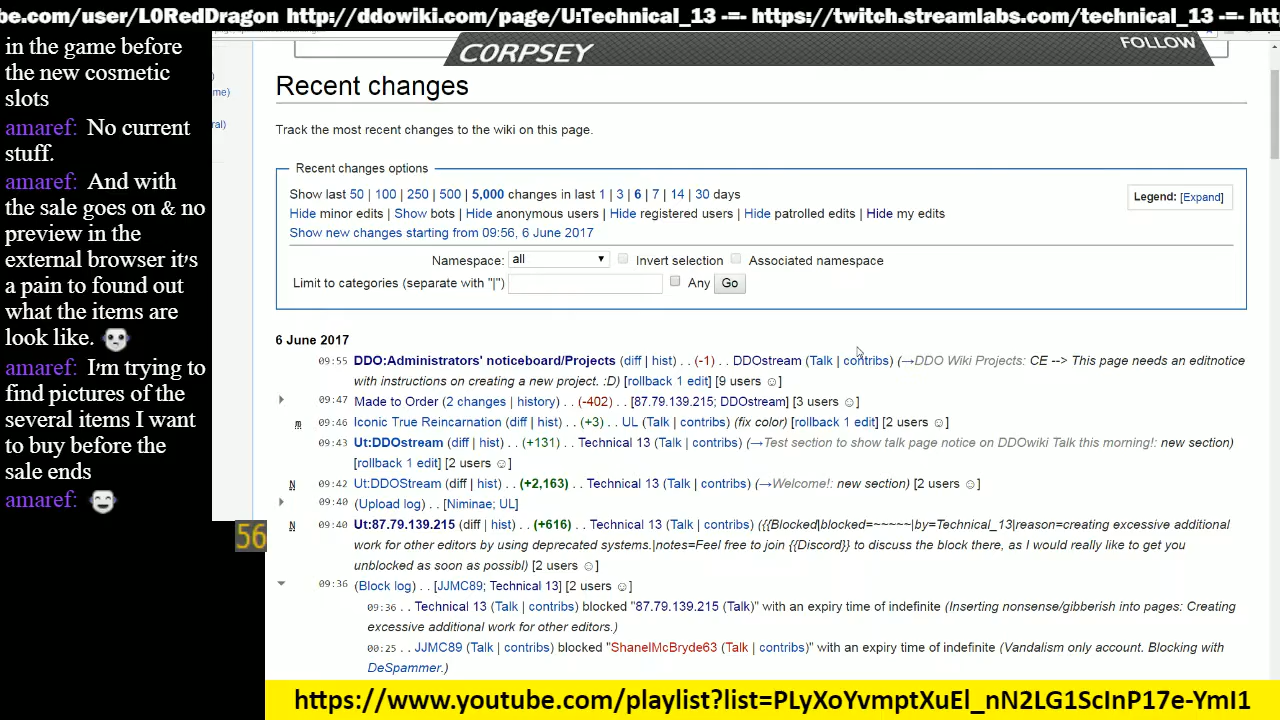 be.com/user/L0RedDragon http://ddowiki.com/page/U:Technical_13 -=- https://twitch.streamlabs.com/technical_13 -=- htt
in the game before
the new cosmetic
slots
amaref: No current
stuff.
amaref: And with
the sale goes on & no
preview in the
external browser it's
a pain to found out
what the items are
look like.
amaref: I'm trying to
find pictures of the
several items I want
to buy before the
sale ends
amaref:
56
me)
ral)
CORPSEY
FOLLOW
Recent changes
Track the most recent changes to the wiki on this page.
Recent changes options
Show last 50 | 100 | 250 | 500 | 5,000 changes in last 1 | 3 | 6 | 7 | 14 | 30 days
Legend: [Expand]
Hide minor edits | Show bots | Hide anonymous users | Hide registered users | Hide patrolled edits | Hide my edits
Show new changes starting from 09:56, 6 June 2017
Namespace: all Invert selection Associated namespace
Limit to categories (separate with "|") Any Go
6 June 2017
09:55 DDO:Administrators' noticeboard/Projects (diff | hist) . . (-1) . . DDOstream (Talk | contribs) (→DDO Wiki Projects: CE --> This page needs an editnotice
with instructions on creating a new project. :D) [rollback 1 edit] [9 users ☺]
09:47 Made to Order (2 changes | history) . . (-402) . . [87.79.139.215; DDOstream] [3 users ☺]
m 09:46 Iconic True Reincarnation (diff | hist) . . (+3) . . UL (Talk | contribs) (fix color) [rollback 1 edit] [2 users ☺]
09:43 Ut:DDOstream (diff | hist) . . (+131) . . Technical 13 (Talk | contribs) (→Test section to show talk page notice on DDOwiki Talk this morning!: new section)
[rollback 1 edit] [2 users ☺]
N 09:42 Ut:DDOStream (diff | hist) . . (+2,163) . . Technical 13 (Talk | contribs) (→Welcome!: new section) [2 users ☺]
09:40 (Upload log) . . [Niminae; UL]
N 09:40 Ut:87.79.139.215 (diff | hist) . . (+616) . . Technical 13 (Talk | contribs) ({{Blocked|blocked=~~~~~|by=Technical_13|reason=creating excessive additional
work for other editors by using deprecated systems.|notes=Feel free to join {{Discord}} to discuss the block there, as I would really like to get you
unblocked as soon as possibl) [2 users ☺]
09:36 (Block log) . . [JJMC89; Technical 13] [2 users ☺]
09:36 . . Technical 13 (Talk | contribs) blocked "87.79.139.215 (Talk)" with an expiry time of indefinite (Inserting nonsense/gibberish into pages: Creating
excessive additional work for other editors.)
00:25 . . JJMC89 (Talk | contribs) blocked "ShanelMcBryde63 (Talk | contribs)" with an expiry time of indefinite (Vandalism only account. Blocking with
DeSpammer.)
https://www.youtube.com/playlist?list=PLyXoYvmptXuEl_nN2LG1ScInP17e-YmI1